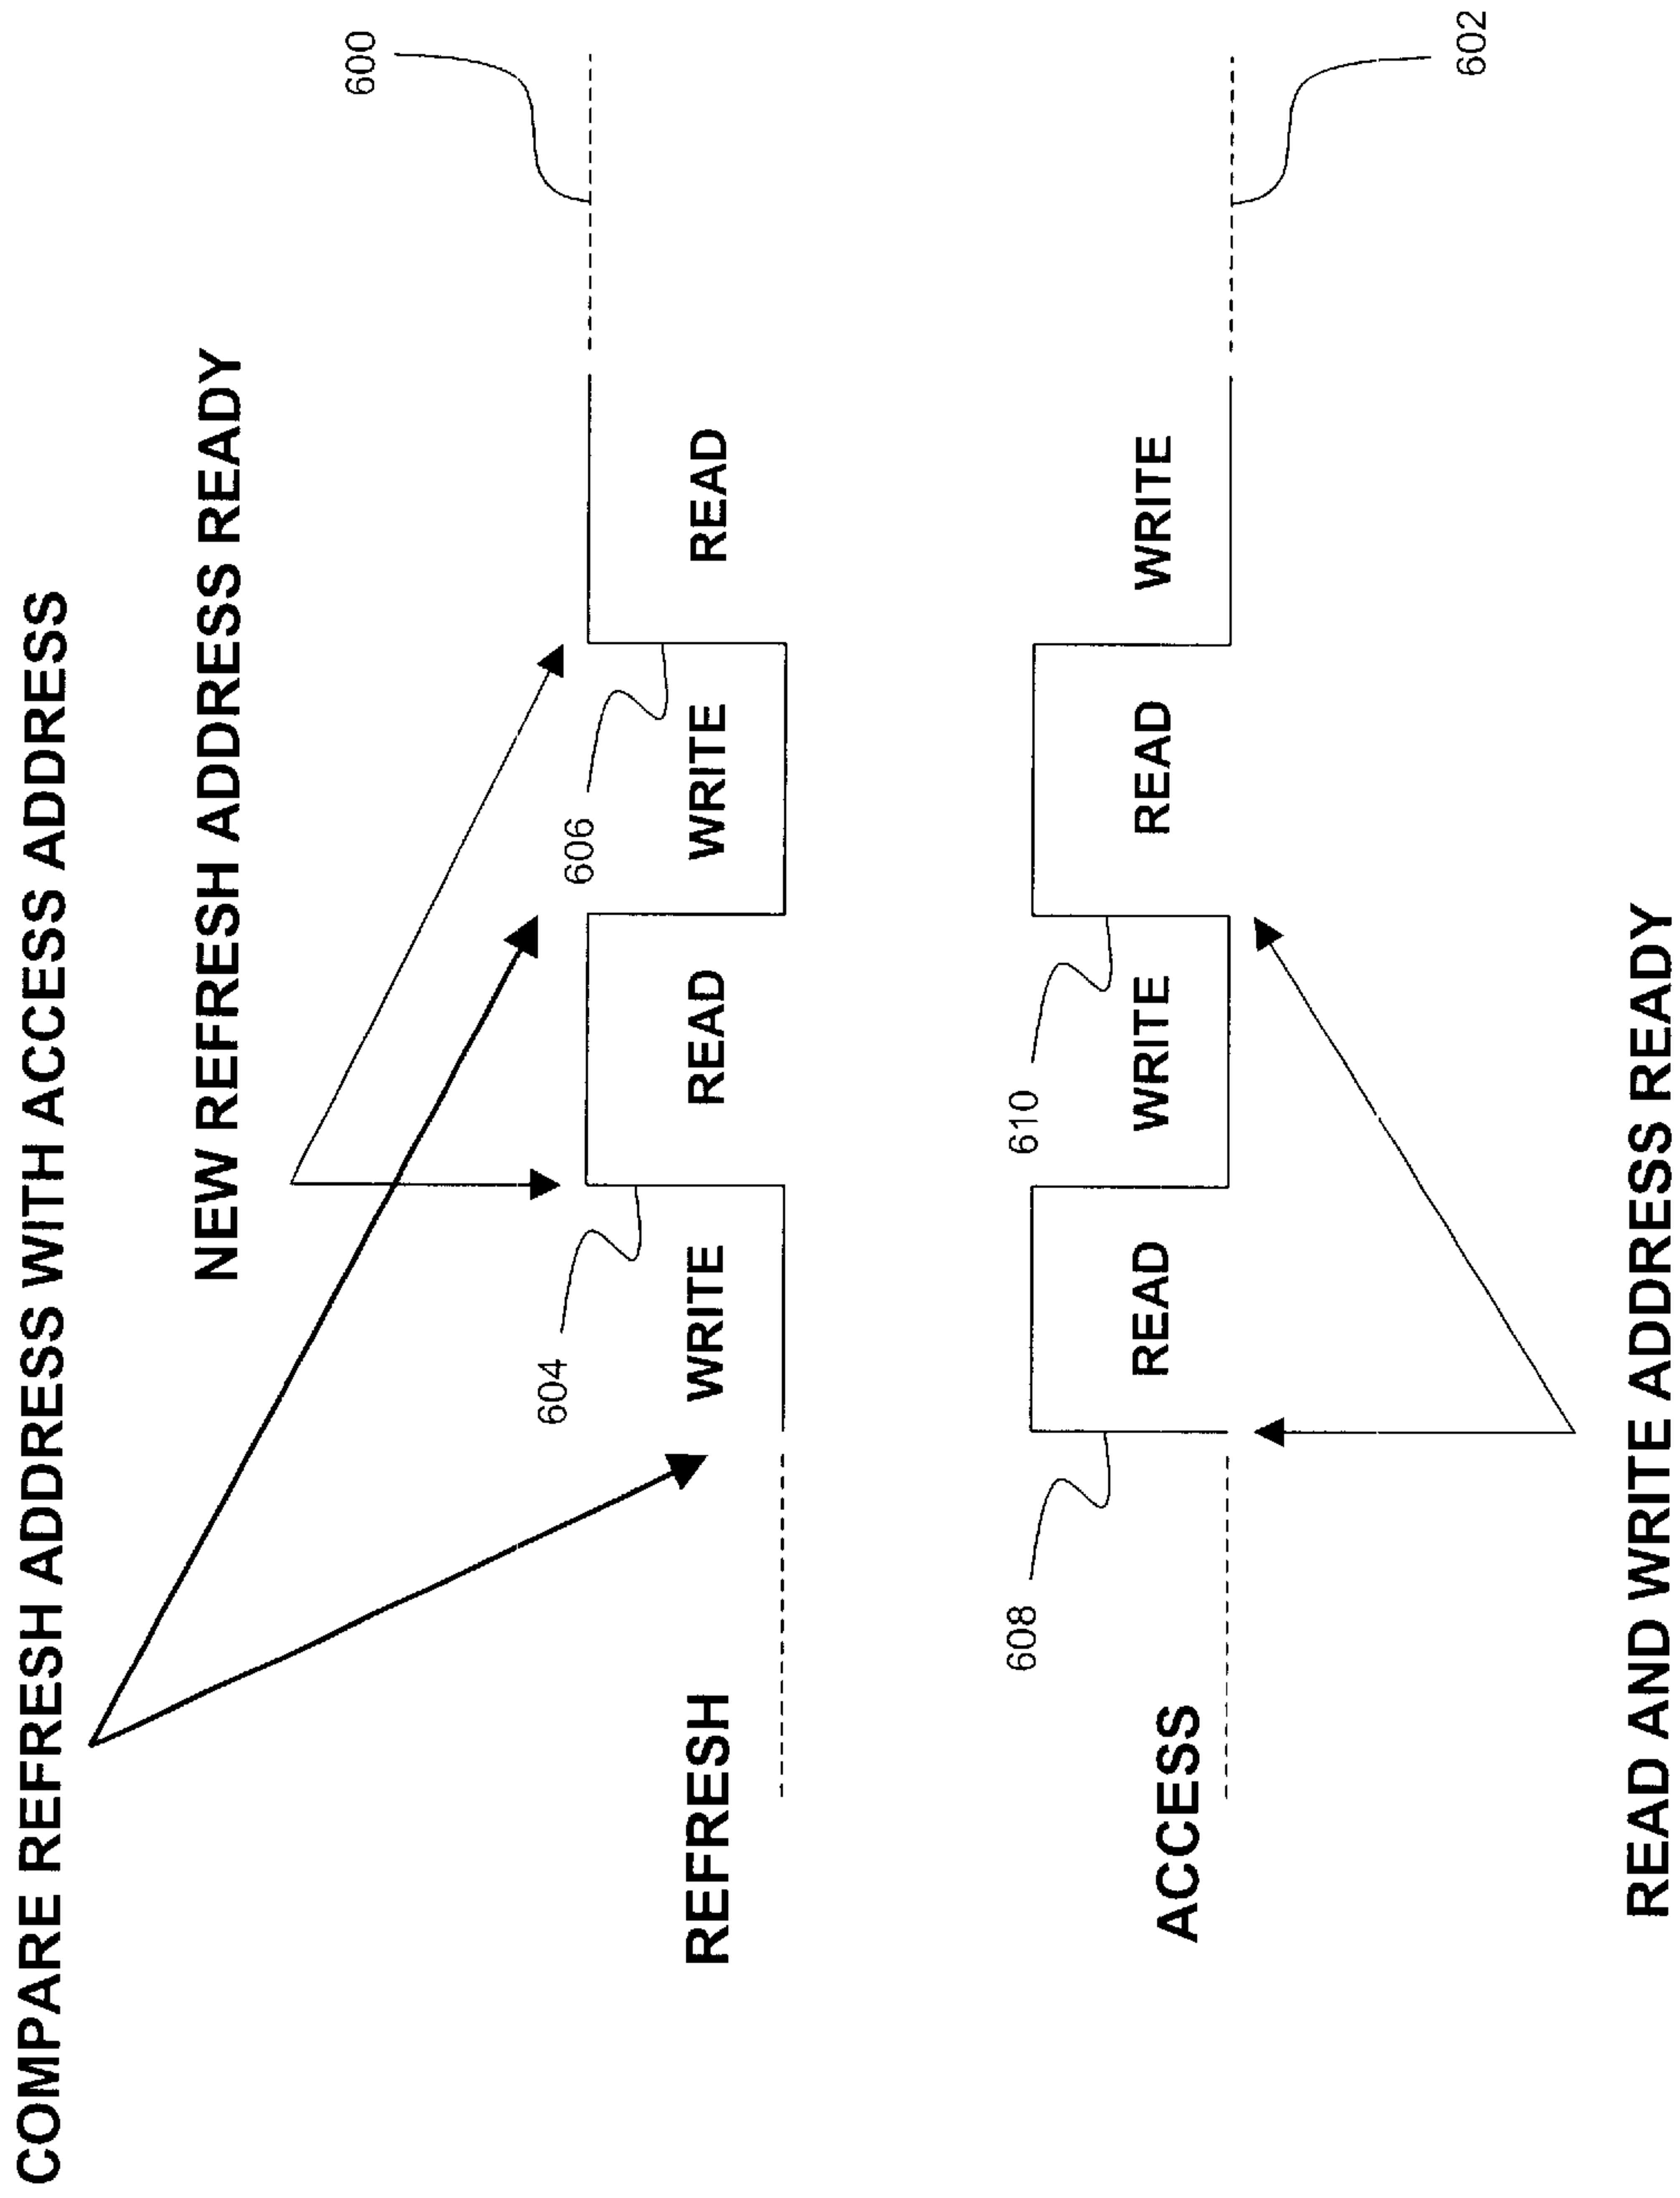 COMPARE REFRESH ADDRESS WITH ACCESS ADDRESS
NEW REFRESH ADDRESS READY
600
604
606
REFRESH
WRITE
READ
WRITE
READ
608
610
ACCESS
READ
WRITE
READ
WRITE
602
READ AND WRITE ADDRESS READY